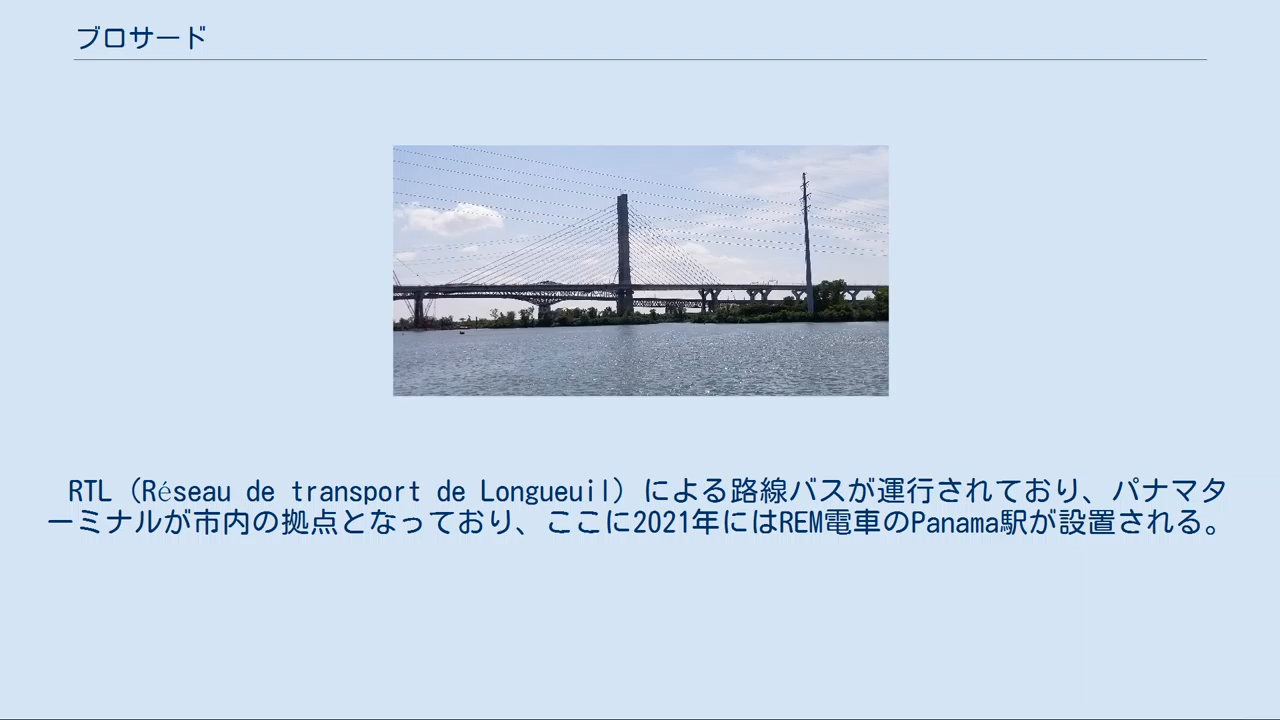 ブロサード
RTL（Réseau de transport de Longueuil）による路線バスが運行されており、パナマタ
ーミナルが市内の拠点となっており、ここに2021年にはREM電車のPanama駅が設置される。